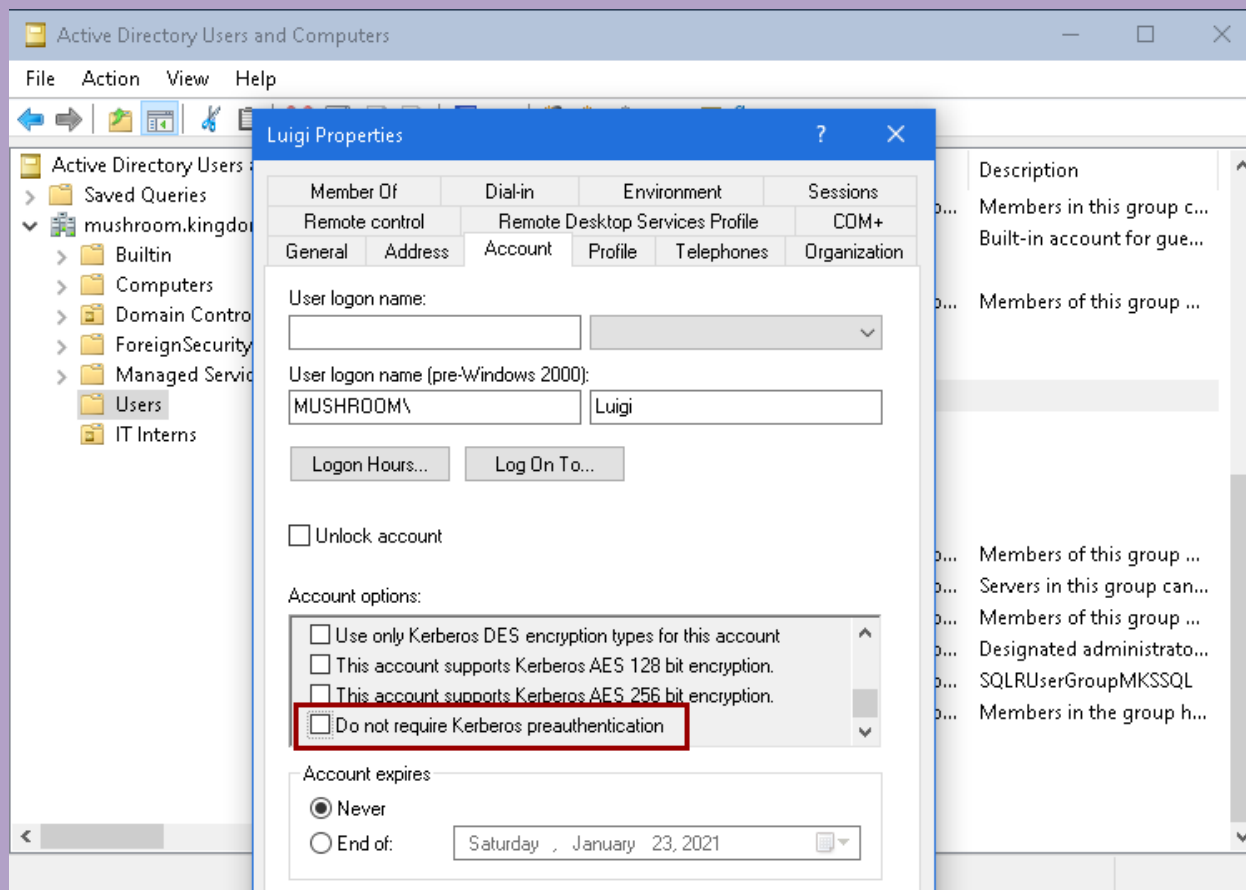 Active Directory Users and Computers
File Action View Help
Luigi Properties ? ×
Active Directory Users
Saved Queries
mushroom.kingdo
Builtin
Computers
Domain Contro
ForeignSecurity
Managed Servic
Users
IT Interns
Member Of Dial-in Environment Sessions
Remote control Remote Desktop Services Profile COM+
General Address Account Profile Telephones Organization
User logon name:
User logon name (pre-Windows 2000):
MUSHROOM\ Luigi
Logon Hours... Log On To...
Unlock account
Account options:
Use only Kerberos DES encryption types for this account
This account supports Kerberos AES 128 bit encryption.
This account supports Kerberos AES 256 bit encryption.
Do not require Kerberos preauthentication
Account expires
Never
End of: Saturday , January 23, 2021
Description
Members in this group c...
Built-in account for gue...
Members of this group ...
Members of this group ...
Servers in this group can...
Members of this group ...
Designated administrato...
SQLRUserGroupMKSSQL
Members in the group h...